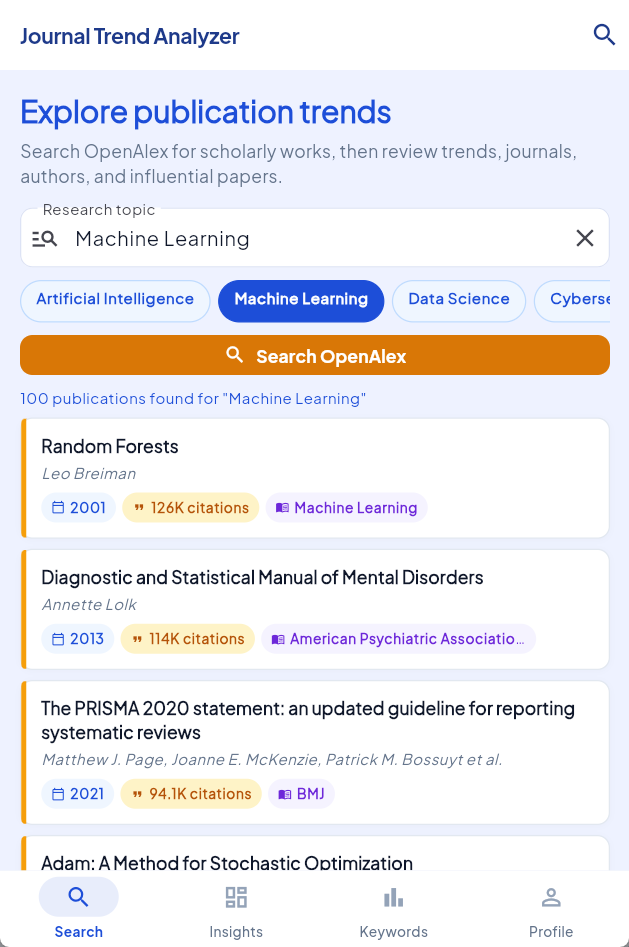 Journal Trend Analyzer
Explore publication trends
Search OpenAlex for scholarly works, then review trends, journals,
authors, and influential papers.
Research topic
Machine Learning
Artificial Intelligence
Machine Learning
Data Science
Cyberse
Search OpenAlex
100 publications found for "Machine Learning"
Random Forests
Leo Breiman
2001
126K citations
Machine Learning
Diagnostic and Statistical Manual of Mental Disorders
Annette Lolk
2013
114K citations
American Psychiatric Associatio...
The PRISMA 2020 statement: an updated guideline for reporting
systematic reviews
Matthew J. Page, Joanne E. McKenzie, Patrick M. Bossuyt et al.
2021
94.1K citations
BMJ
Adam: A Method for Stochastic Optimization
Search
Insights
Keywords
Profile